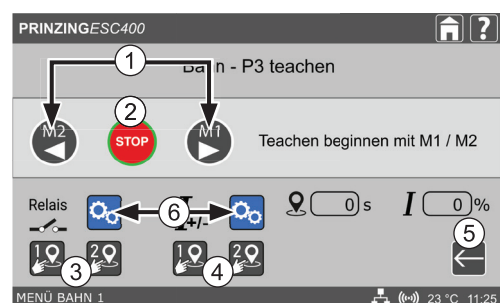 PRINZINGESC400
?
1
Bahn - P3 teachen
2
M2
STOP
M1
Teachen beginnen mit M1 / M2
Relais
6
I+/-
0 s
I 0 %
5
1 2
1 2
3
4
MENÜ BAHN 1
23 °C 11:25